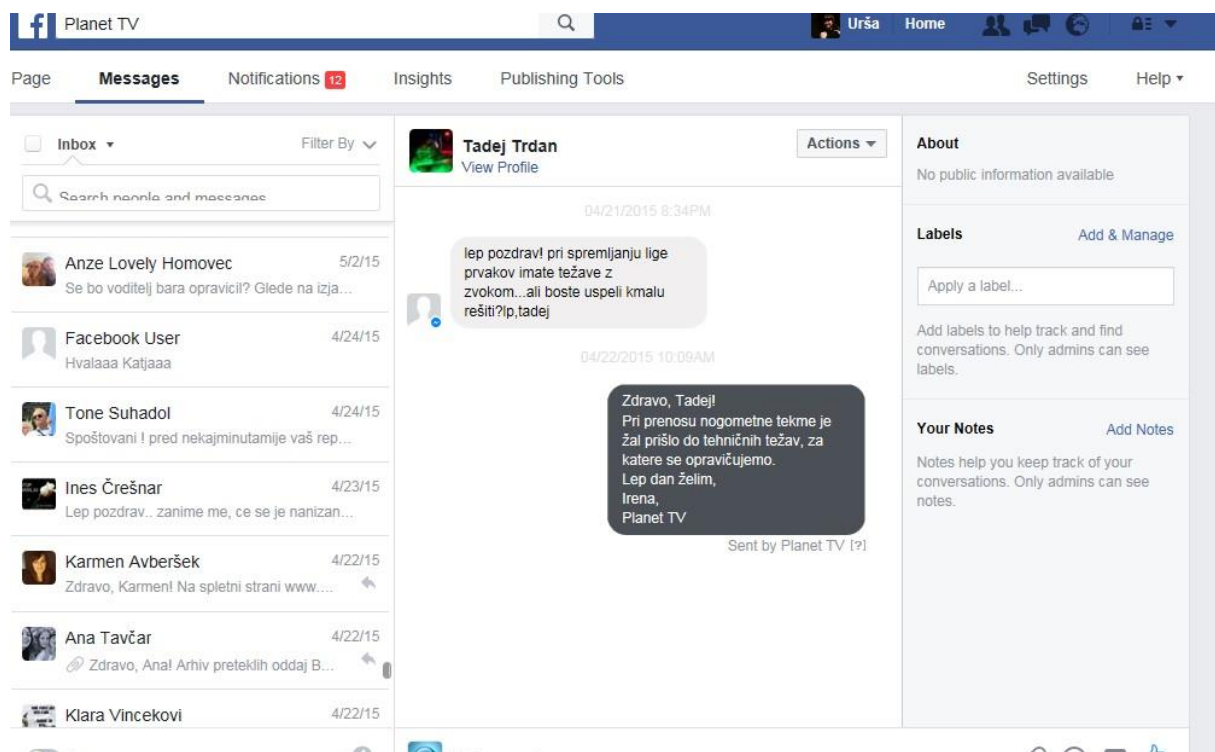 Planet TV
Urša
Home
Page
Messages
Notifications 12
Insights
Publishing Tools
Settings
Help
Inbox
Filter By
Search people and messages
Anze Lovely Homovec 5/2/15
Se bo voditelj bara opravicil? Glede na izja...
Facebook User 4/24/15
Hvalaaa Katjaaa
Tone Suhadol 4/24/15
Spoštovani ! pred nekajminutamije vaš rep...
Ines Črešnar 4/23/15
Lep pozdrav.. zanime me, ce se je nanizan...
Karmen Avberšek 4/22/15
Zdravo, Karmen! Na spletni strani www....
Ana Tavčar 4/22/15
Zdravo, Ana! Arhiv preteklih oddaj B...
Klara Vincekovi 4/22/15
Tadej Trdan
View Profile
Actions
04/21/2015 8:34PM
lep pozdrav! pri spremljanju lige
prvakov imate težave z
zvokom...ali boste uspeli kmalu
rešiti?lp,tadej
04/22/2015 10:09AM
Zdravo, Tadej!
Pri prenosu nogometne tekme je
žal prišlo do tehničnih težav, za
katere se opravičujemo.
Lep dan želim,
Irena,
Planet TV
Sent by Planet TV [?]
About
No public information available
Labels
Add & Manage
Apply a label...
Add labels to help track and find
conversations. Only admins can see
labels.
Your Notes
Add Notes
Notes help you keep track of your
conversations. Only admins can see
notes.